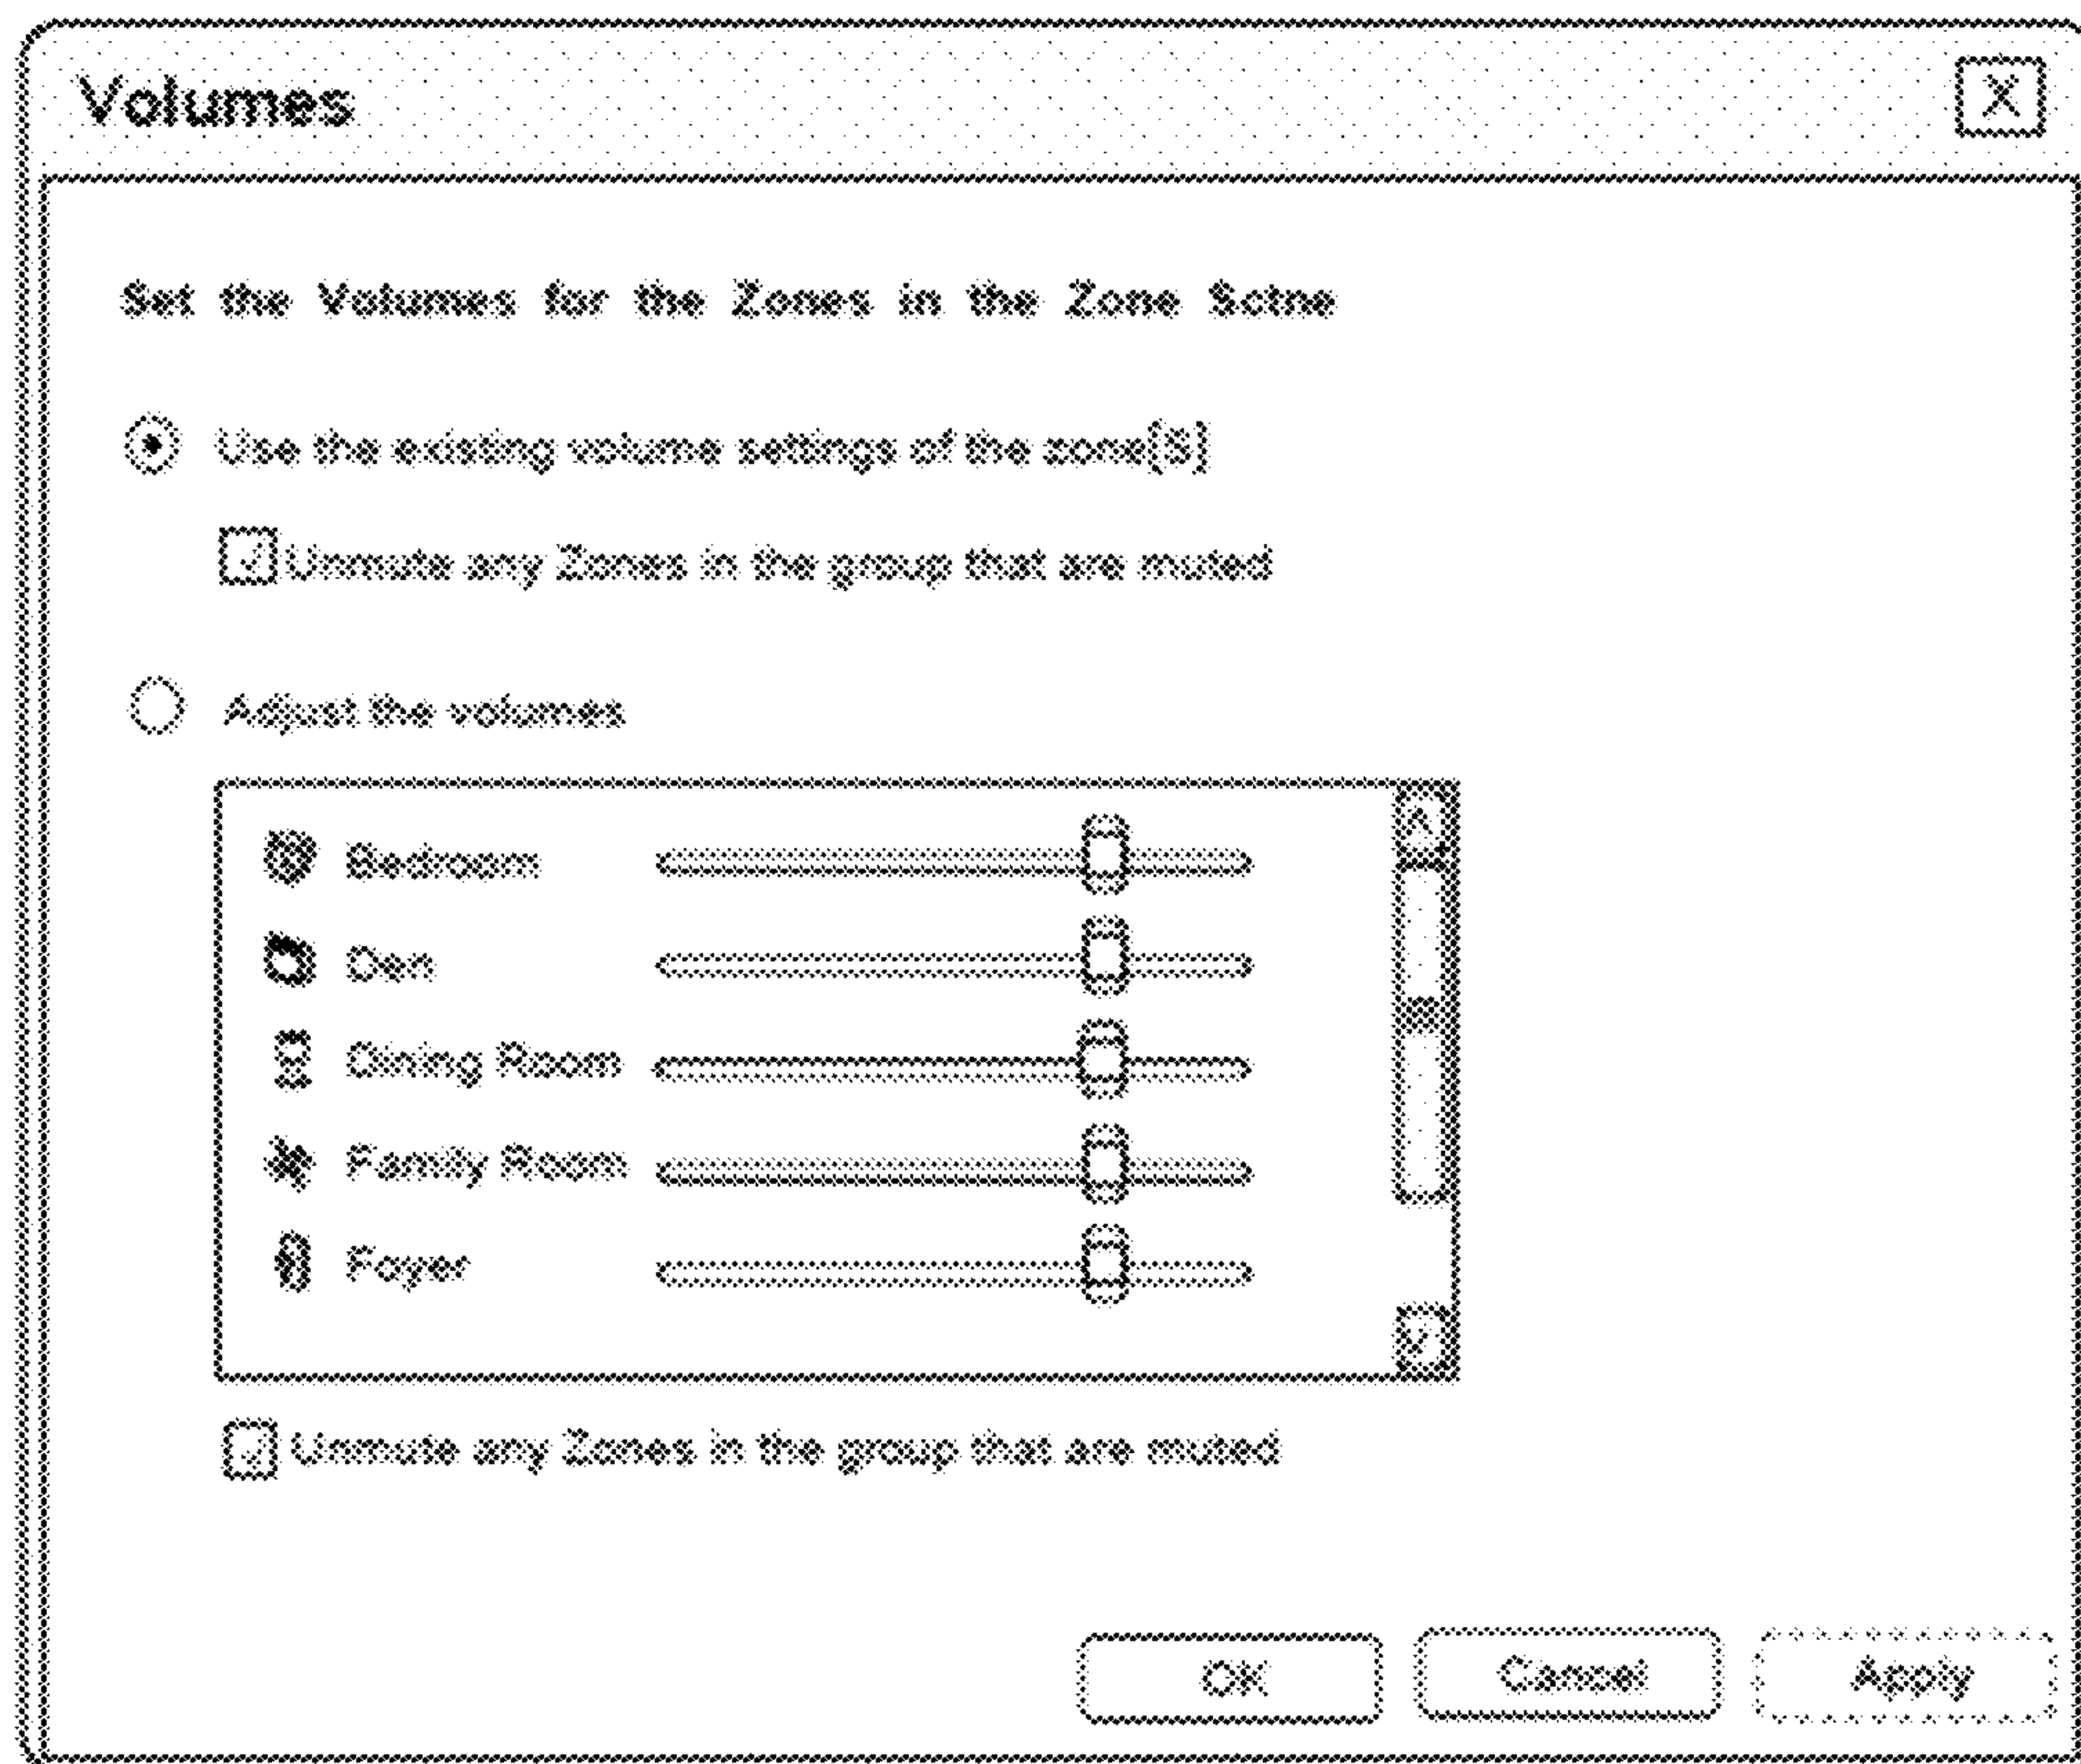 Volumes
X
Set the Volumes for the Zones in the Zone Sctne
Use the existing volume settings of the zone[S]
Unmute any Zones in the group that are muted
Adjust the volumes
Bedroom
Den
Dining Room
Family Room
Foyer
Unmute any Zones in the group that are muted
OK Cancel Apply